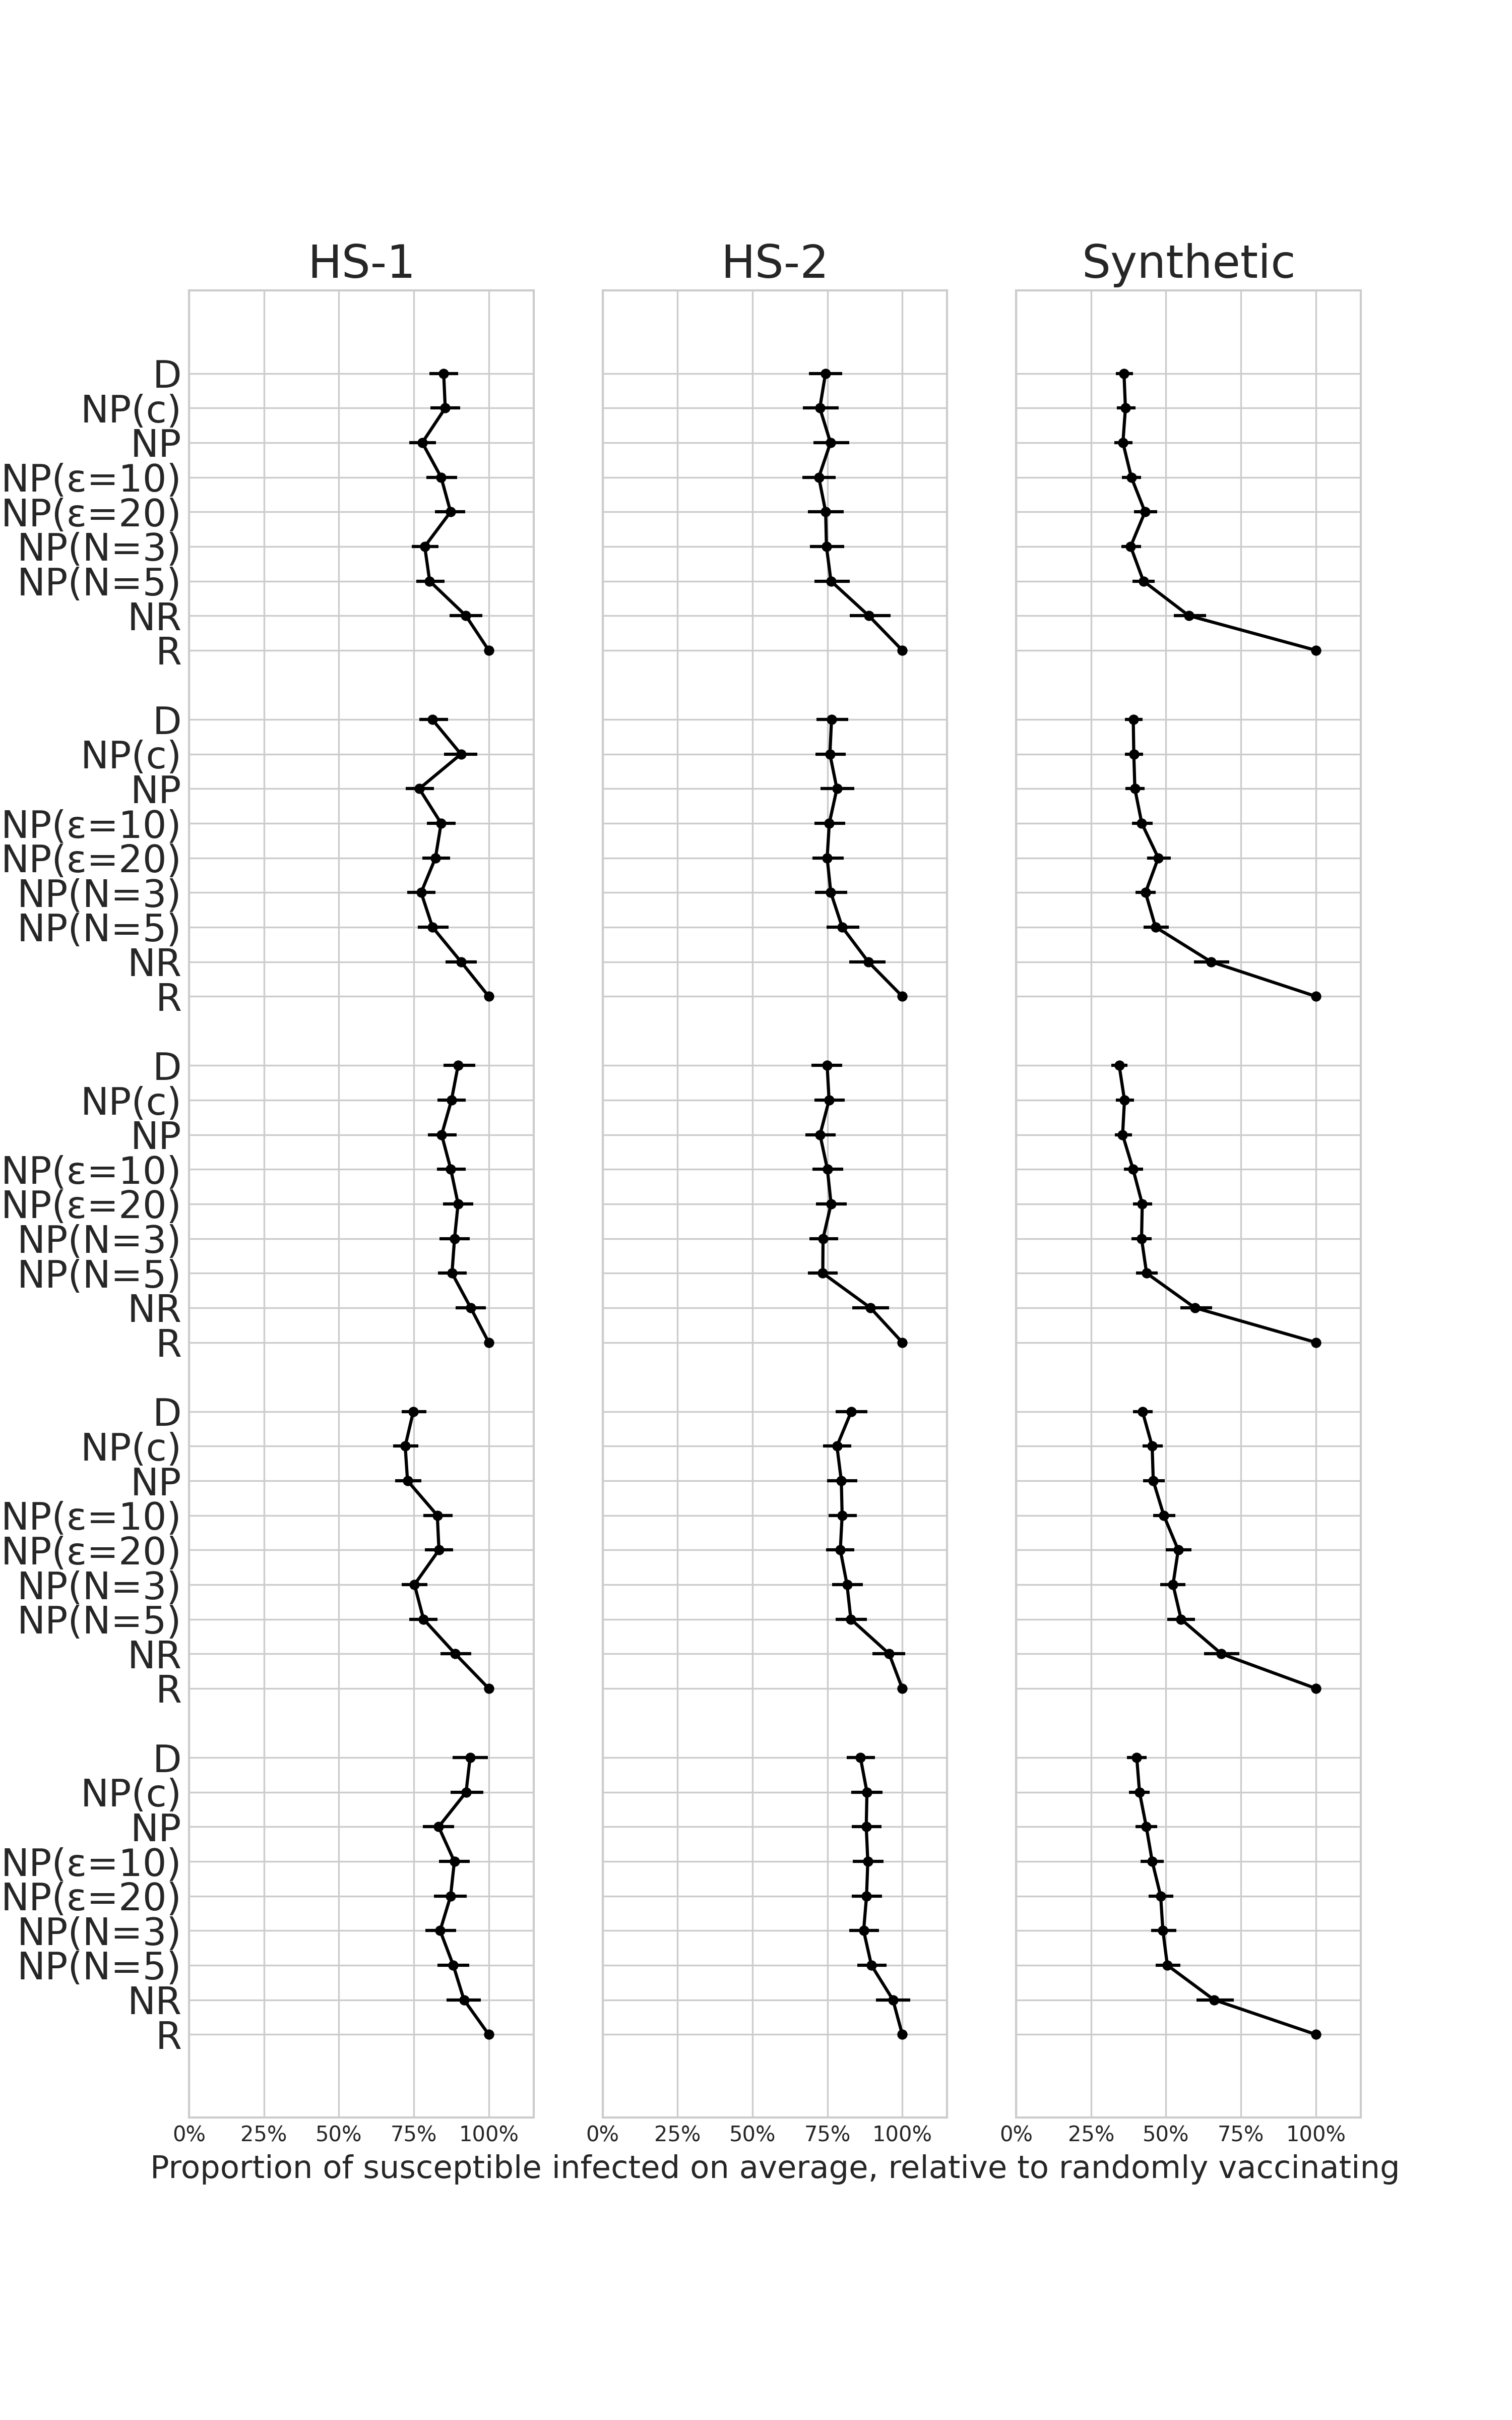 HS-1 HS-2 Synthetic
D
NP(c)
NP
NP(ε=10)
NP(ε=20)
NP(N=3)
NP(N=5)
NR
R
D
NP(c)
NP
NP(ε=10)
NP(ε=20)
NP(N=3)
NP(N=5)
NR
R
D
NP(c)
NP
NP(ε=10)
NP(ε=20)
NP(N=3)
NP(N=5)
NR
R
D
NP(c)
NP
NP(ε=10)
NP(ε=20)
NP(N=3)
NP(N=5)
NR
R
D
NP(c)
NP
NP(ε=10)
NP(ε=20)
NP(N=3)
NP(N=5)
NR
R
0% 25% 50% 75% 100% 0% 25% 50% 75% 100% 0% 25% 50% 75% 100%
Proportion of susceptible infected on average, relative to randomly vaccinating